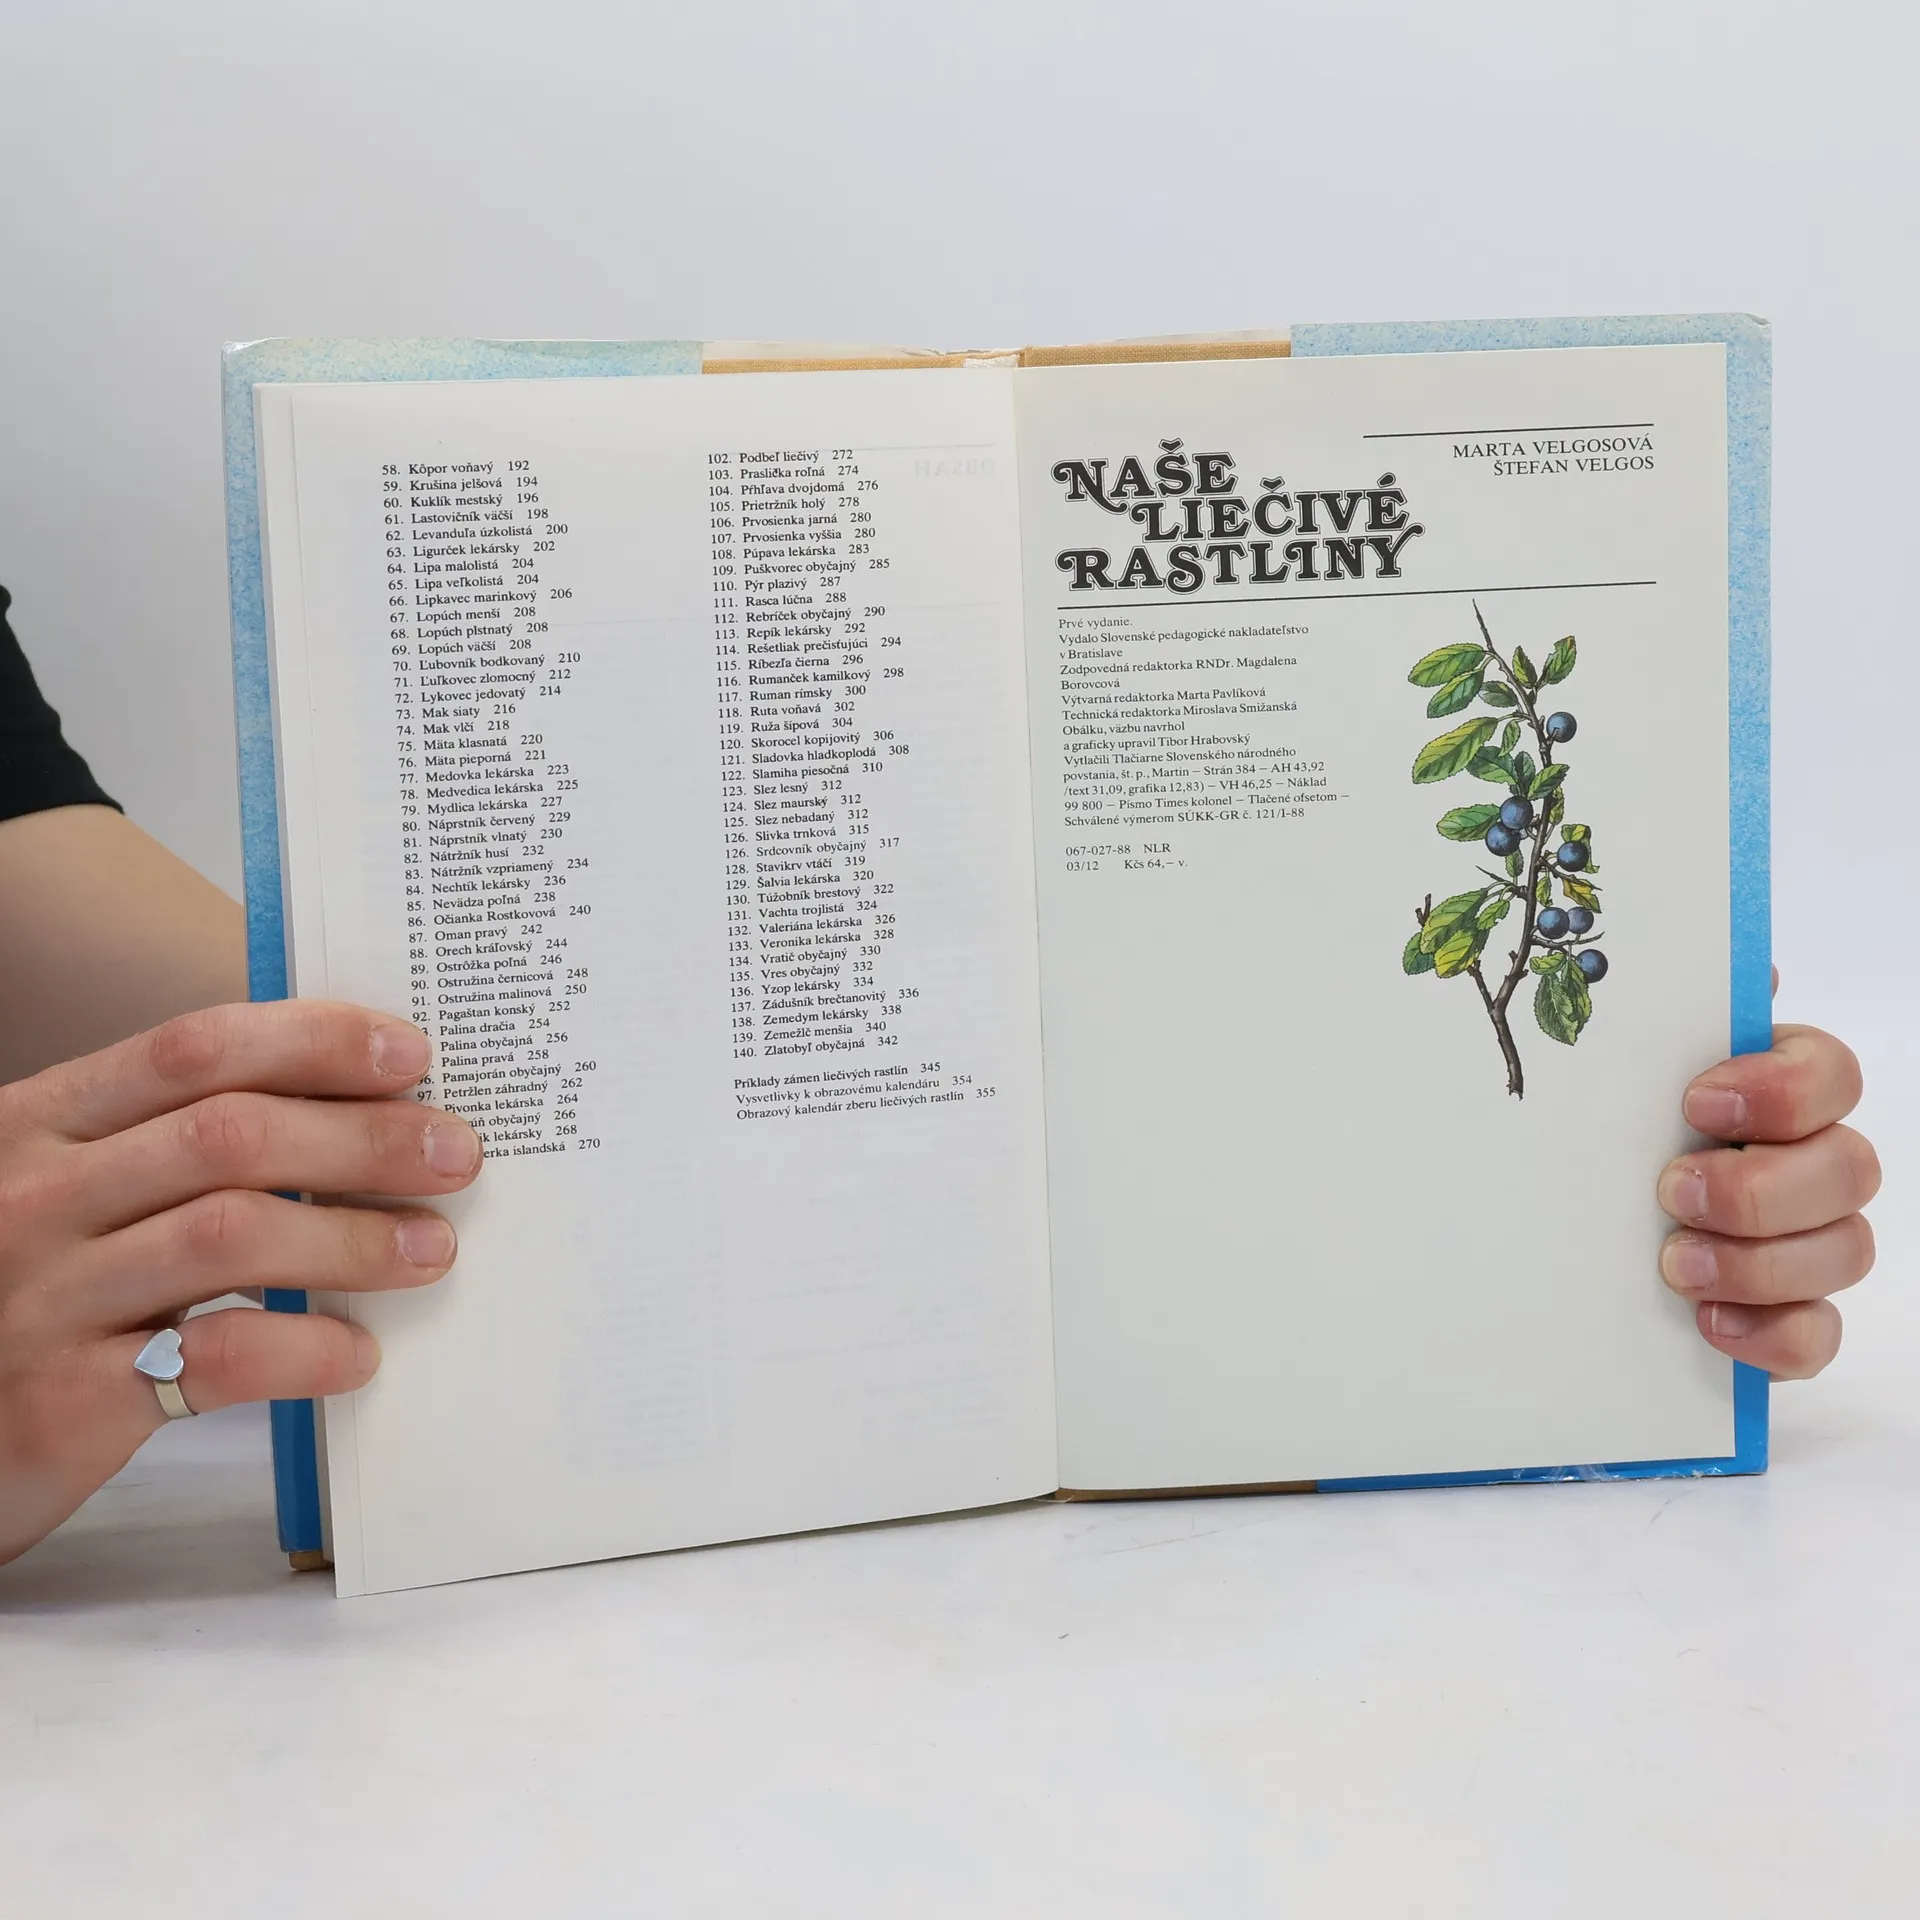 58. Kôpor voňavý 192
59. Krušina jelšová 194
60. Kuklík mestský 196
61. Lastovičník väčší 198
62. Levanduľa úzkolistá 200
63. Ligurček lekársky 202
64. Lipa malolistá 204
65. Lipa veľkolistá 204
66. Lipkavec marinkový 206
67. Lopúch menší 208
68. Lopúch plstnatý 208
69. Lopúch väčší 208
70. Ľubovník bodkovaný 210
71. Ľuľkovec zlomocný 212
72. Lykovec jedovatý 214
73. Mak siaty 216
74. Mak vlčí 218
75. Mäta klasnatá 220
76. Mäta pieporná 221
77. Medovka lekárska 223
78. Medvedica lekárska 225
79. Mydlica lekárska 227
80. Náprstník červený 229
81. Náprstník vlnatý 230
82. Nátržník husí 232
83. Nátržník vzpriamený 234
84. Nechtík lekársky 236
85. Nevädza poľná 238
86. Očianka Rostkovová 240
87. Oman pravý 242
88. Orech kráľovský 244
89. Ostrôžka poľná 246
90. Ostružina černicová 248
91. Ostružina malinová 250
92. Pagaštan konský 252
3. Palina dračia 254
Palina obyčajná 256
Palina pravá 258
96. Pamajorán obyčajný 260
97. Petržlen záhradný 262
Pivonka lekárska 264
obyčajný 266
lekársky 268
islandská 270
102. Podbeľ liečivý 272
103. Praslička roľná 274
104. Pŕhľava dvojdomá 276
105. Prietržník holý 278
106. Prvosienka jarná 280
107. Prvosienka vyššia 280
108. Púpava lekárska 283
109. Puškvorec obyčajný 285
110. Pýr plazivý 287
111. Rasca lúčna 288
112. Rebríček obyčajný 290
113. Repík lekársky 292
114. Rešetliak prečisťujúci 294
115. Ríbezľa čierna 296
116. Rumanček kamilkový 298
117. Ruman rímsky 300
118. Ruta voňavá 302
119. Ruža šípová 304
120. Skorocel kopijovitý 306
121. Sladovka hladkoplodá 308
122. Slamiha piesočná 310
123. Slez lesný 312
124. Slez maurský 312
125. Slez nebadaný 312
126. Slivka trnková 315
126. Srdcovník obyčajný 317
128. Stavikrv vtáčí 319
129. Šalvia lekárska 320
130. Túžobník brestový 322
131. Vachta trojlistá 324
132. Valeriána lekárska 326
133. Veronika lekárska 328
134. Vratič obyčajný 330
135. Vres obyčajný 332
136. Yzop lekársky 334
137. Zádušník brečtanovitý 336
138. Zemedym lekársky 338
139. Zemežlč menšia 340
140. Zlatobyľ obyčajná 342
Príklady zámen liečivých rastlín 345
Vysvetlivky k obrazovému kalendáru 354
Obrazový kalendár zberu liečivých rastlín 355
MARTA VELGOSOVÁ
ŠTEFAN VELGOS
NAŠE
LIEČIVÉ
RASTLINY
Prvé vydanie.
Vydalo Slovenské pedagogické nakladateľstvo
v Bratislave
Zodpovedná redaktorka RNDr. Magdalena
Borovcová
Výtvarná redaktorka Marta Pavlíková
Technická redaktorka Miroslava Smižanská
Obálku, väzbu navrhol
a graficky upravil Tibor Hrabovský
Vytlačili Tlačiarne Slovenského národného
povstania, št. p., Martin – Strán 384 – AH 43,92
/text 31,09, grafika 12,83) – VH 46,25 – Náklad
99 800 – Písmo Times kolonel – Tlačené ofsetom –
Schválené výmerom SÚKK-GR č. 121/I-88
067-027-88 NLR
03/12 Kčs 64,– v.